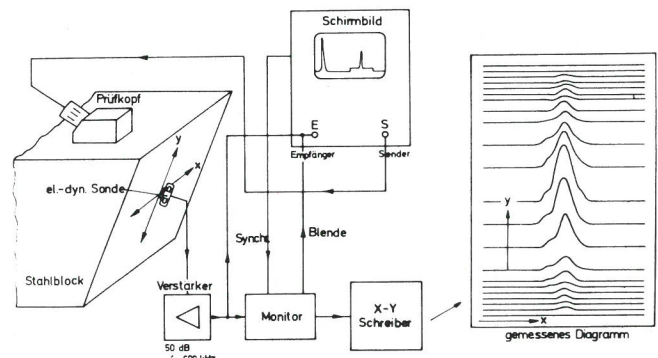 Schirmbild
Prüfkopf
E
S
Empfänger
Sender
y
x
el.-dyn. Sonde
Synchr.
Blende
Stahlblock
Verstärker
Monitor
X-Y
Schreiber
50 dB
y
x
gemessenes Diagramm